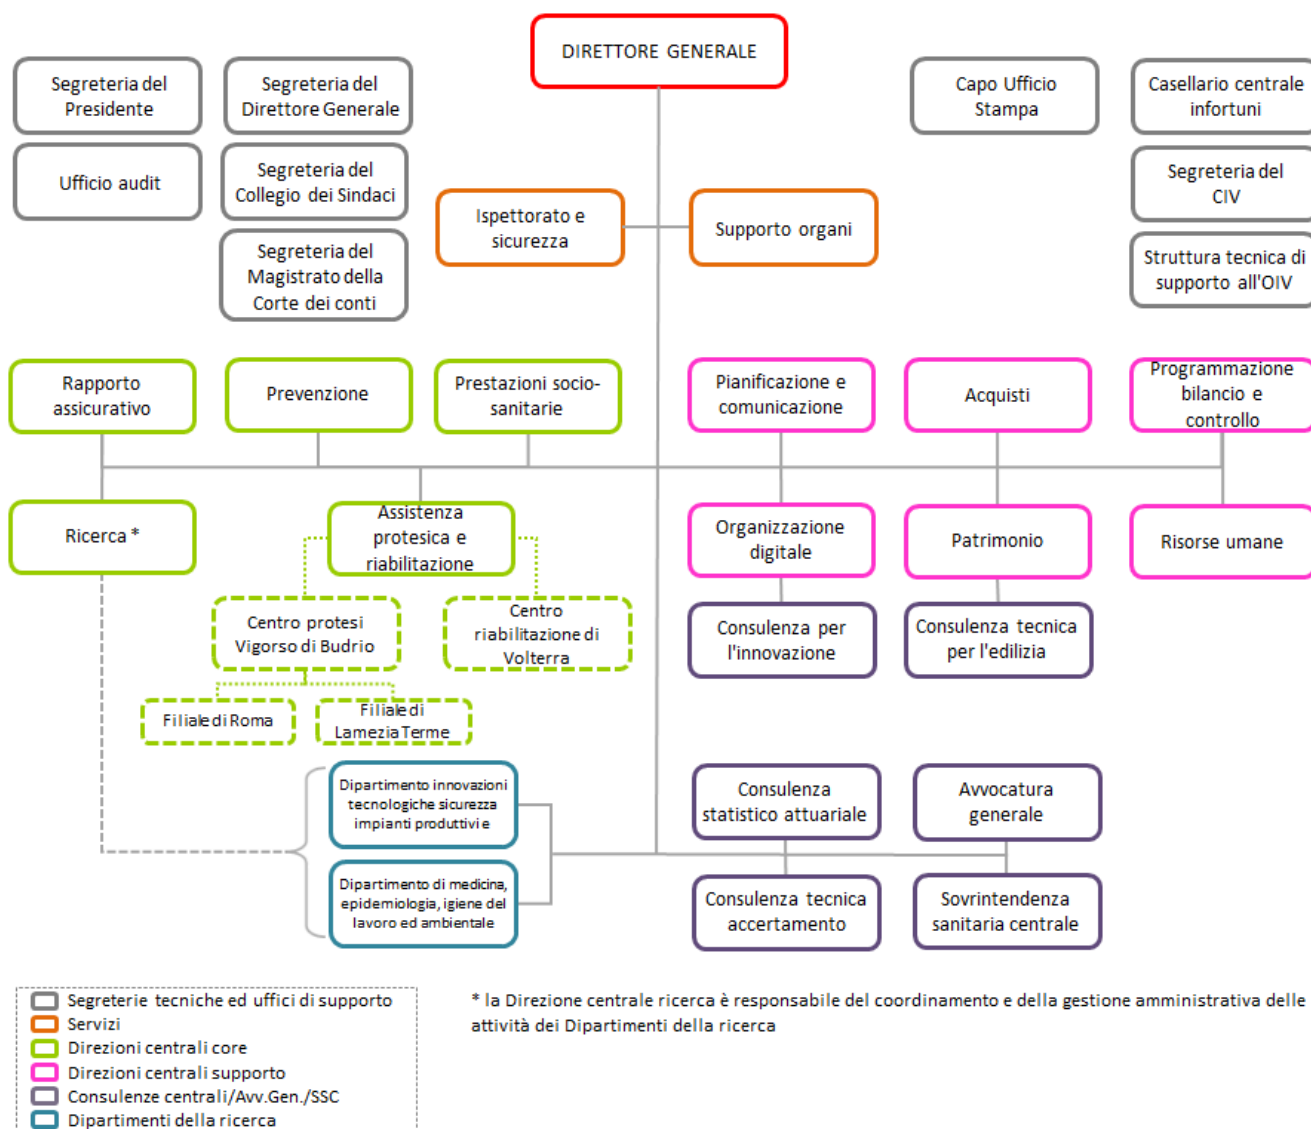 DIRETTORE GENERALE
Segreteria del
Presidente
Segreteria del
Direttore Generale
Capo Ufficio
Stampa
Casellario centrale
infortuni
Ufficio audit
Segreteria del
Collegio dei Sindaci
Segreteria del
CIV
Ispettorato e
sicurezza
Supporto organi
Segreteria del
Magistrato della
Corte dei conti
Struttura tecnica di
supporto all'OIV
Rapporto
assicurativo
Prevenzione
Prestazioni socio-
sanitarie
Pianificazione e
comunicazione
Acquisti
Programmazione
bilancio e
controllo
Ricerca *
Assistenza
protesica e
riabilitazione
Organizzazione
digitale
Patrimonio
Risorse umane
Centro protesi
Vigorso di Budrio
Centro
riabilitazione di
Volterra
Consulenza per
l'innovazione
Consulenza tecnica
per l'edilizia
Filiale di Roma
Filiale di
Lamezia Terme
Dipartimento innovazioni
tecnologiche sicurezza
impianti produttivi e
Consulenza
statistico attuariale
Avvocatura
generale
Dipartimento di medicina,
epidemiologia, igiene del
lavoro ed ambientale
Consulenza tecnica
accertamento
Sovrintendenza
sanitaria centrale
Segreterie tecniche ed uffici di supporto
Servizi
Direzioni centrali core
Direzioni centrali supporto
Consulenze centrali/Avv.Gen./SSC
Dipartimenti della ricerca
* la Direzione centrale ricerca è responsabile del coordinamento e della gestione amministrativa delle
attività dei Dipartimenti della ricerca